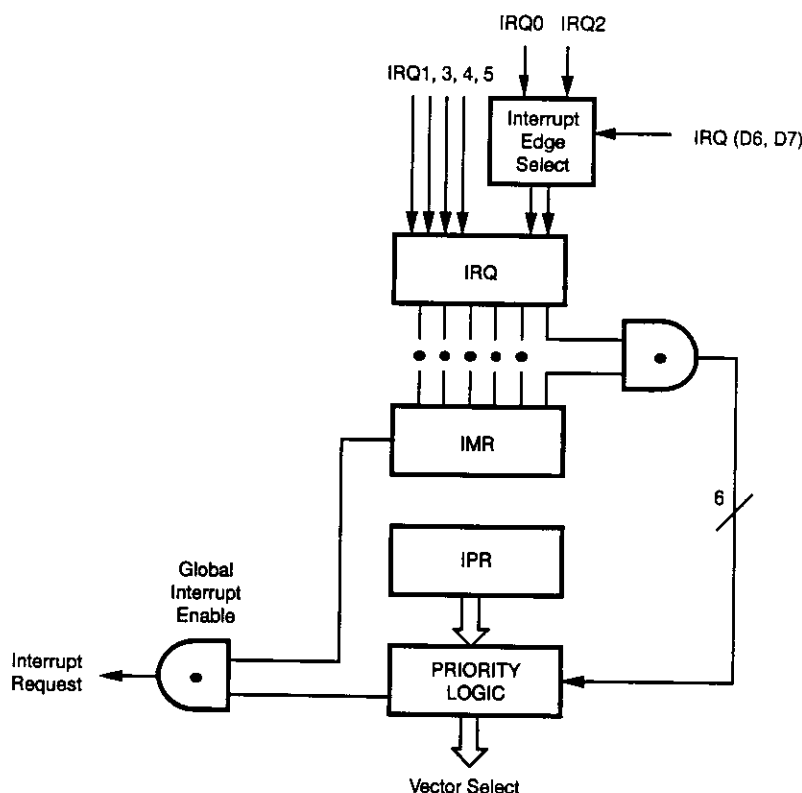 IRQ0 IRQ2
IRQ1, 3, 4, 5
Interrupt
Edge
Select
IRQ (D6, D7)
IRQ
IMR
6
IPR
Global
Interrupt
Enable
Interrupt
Request
PRIORITY
LOGIC
Vector Select